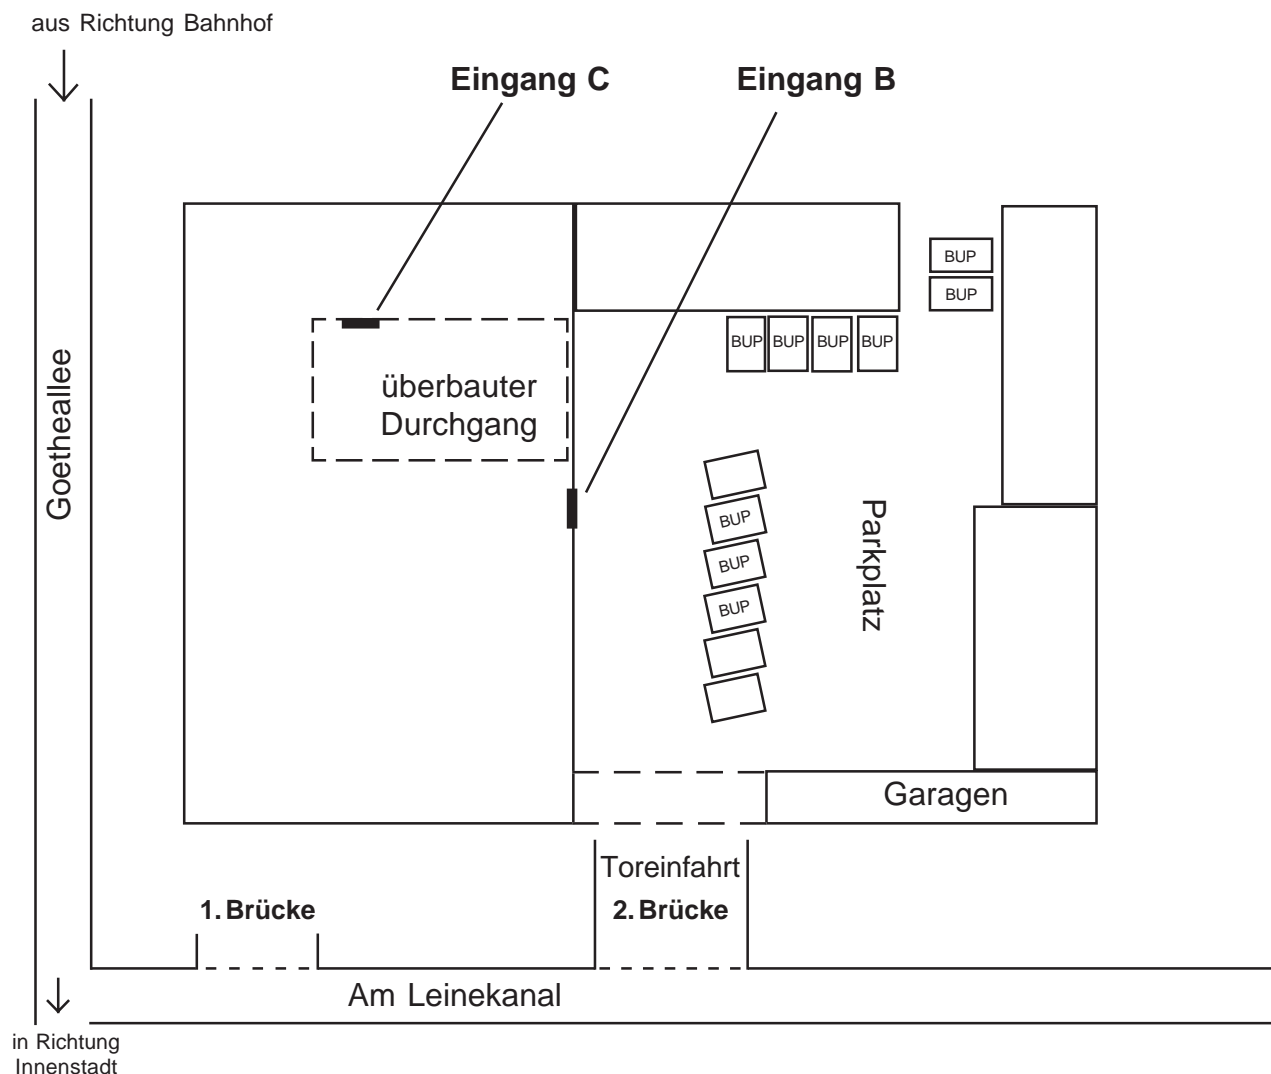 aus Richtung Bahnhof
Eingang C
Eingang B
BUP
BUP
BUP BUP BUP BUP
überbauter
Durchgang
Goetheallee
BUP
BUP
BUP
Parkplatz
Garagen
Toreinfahrt
1. Brücke
2. Brücke
Am Leinekanal
in Richtung
Innenstadt